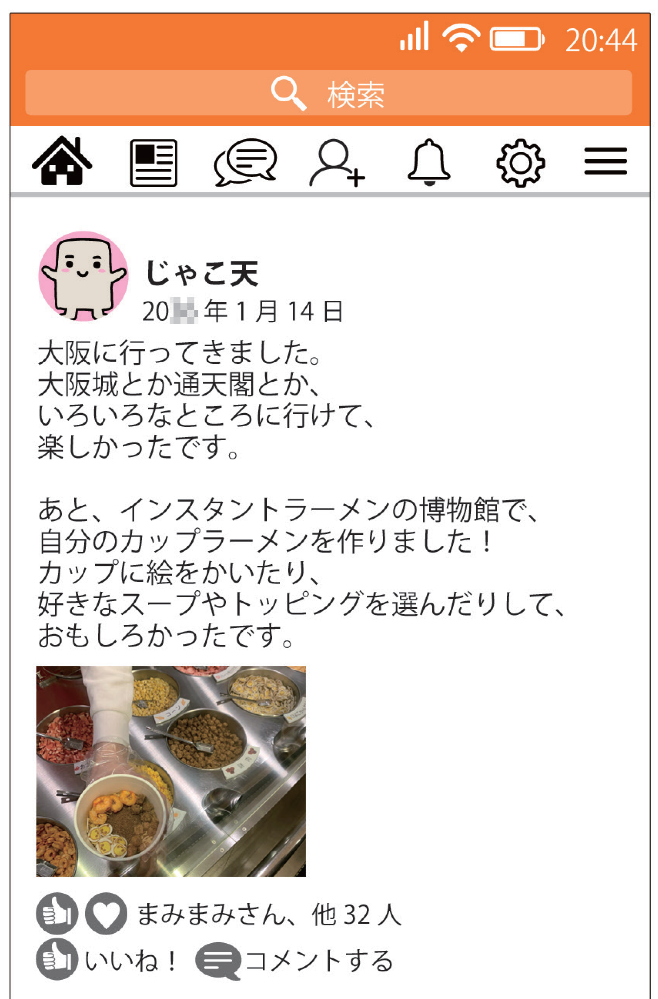 20:44
検索
じゃこ天
20 年 1 月 14 日
大阪に行ってきました。
大阪城とか通天閣とか、
いろいろなところに行けて、
楽しかったです。
あと、インスタントラーメンの博物館で、
自分のカップラーメンを作りました！
カップに絵をかいたり、
好きなスープやトッピングを選んだりして、
おもしろかったです。
まみまみさん、他 32 人
いいね！ コメントする